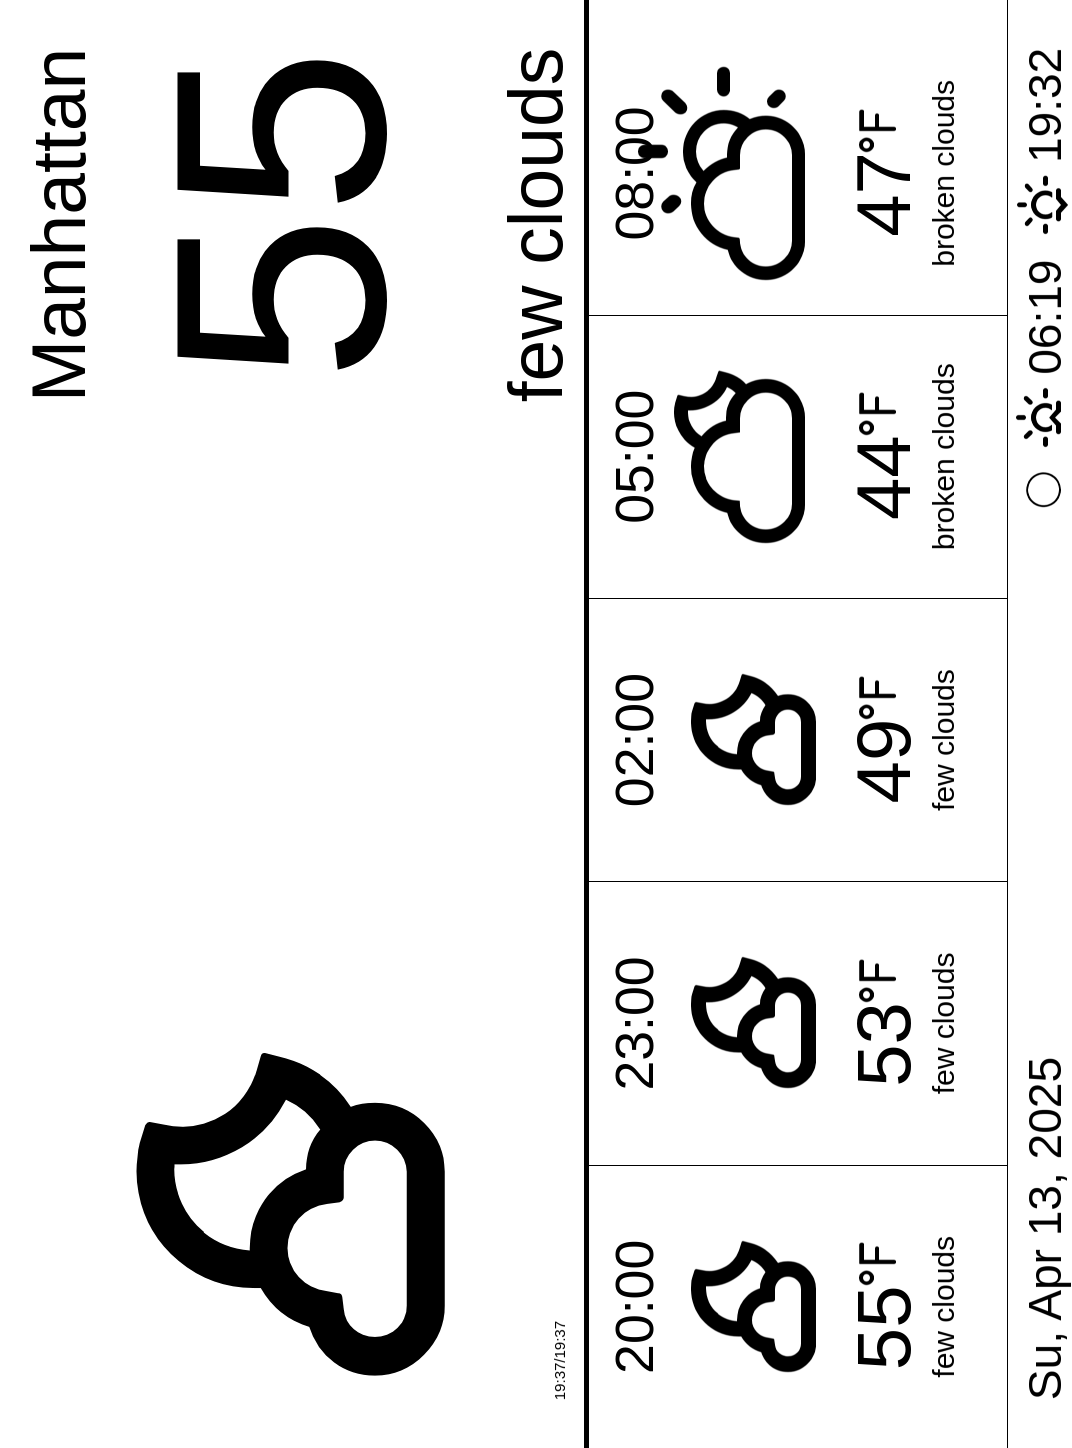 Manhattan
55
few clouds
19:37/19:37
20:00
55°F
few clouds
23:00
53°F
few clouds
02:00
49°F
few clouds
05:00
44°F
broken clouds
08:00
47°F
broken clouds
Su, Apr 13, 2025
06:19 19:32